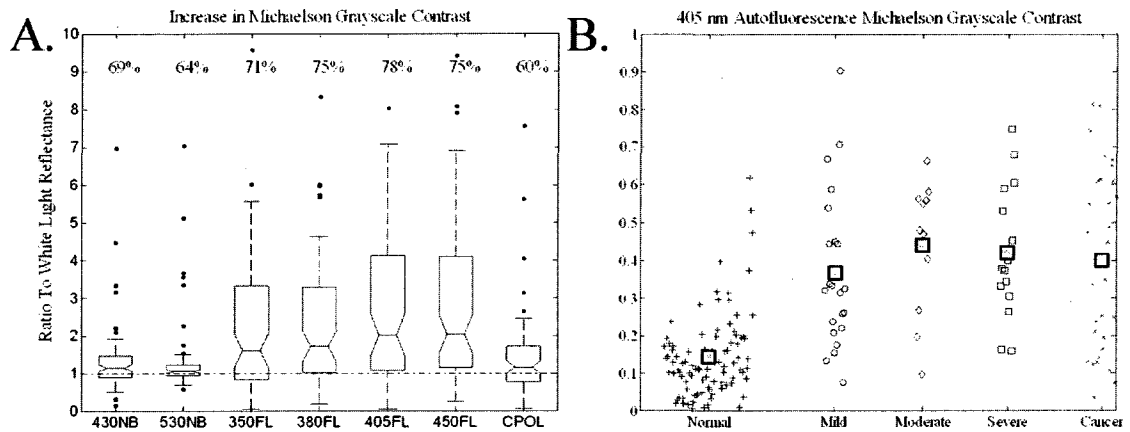 A.
Increase in Michaelson Grayscale Contrast
10
9
8
7
6
5
4
3
2
1
0
Ratio To White Light Reflectance
69% 64% 71% 75% 78% 75% 60%
430NB 530NB 350FL 380FL 405FL 450FL CPOL
B.
405 nm Autofluorescence Michaelson Grayscale Contrast
1
0.9
0.8
0.7
0.6
0.5
0.4
0.3
0.2
0.1
0
Normal Mild Moderate Severe Cancer